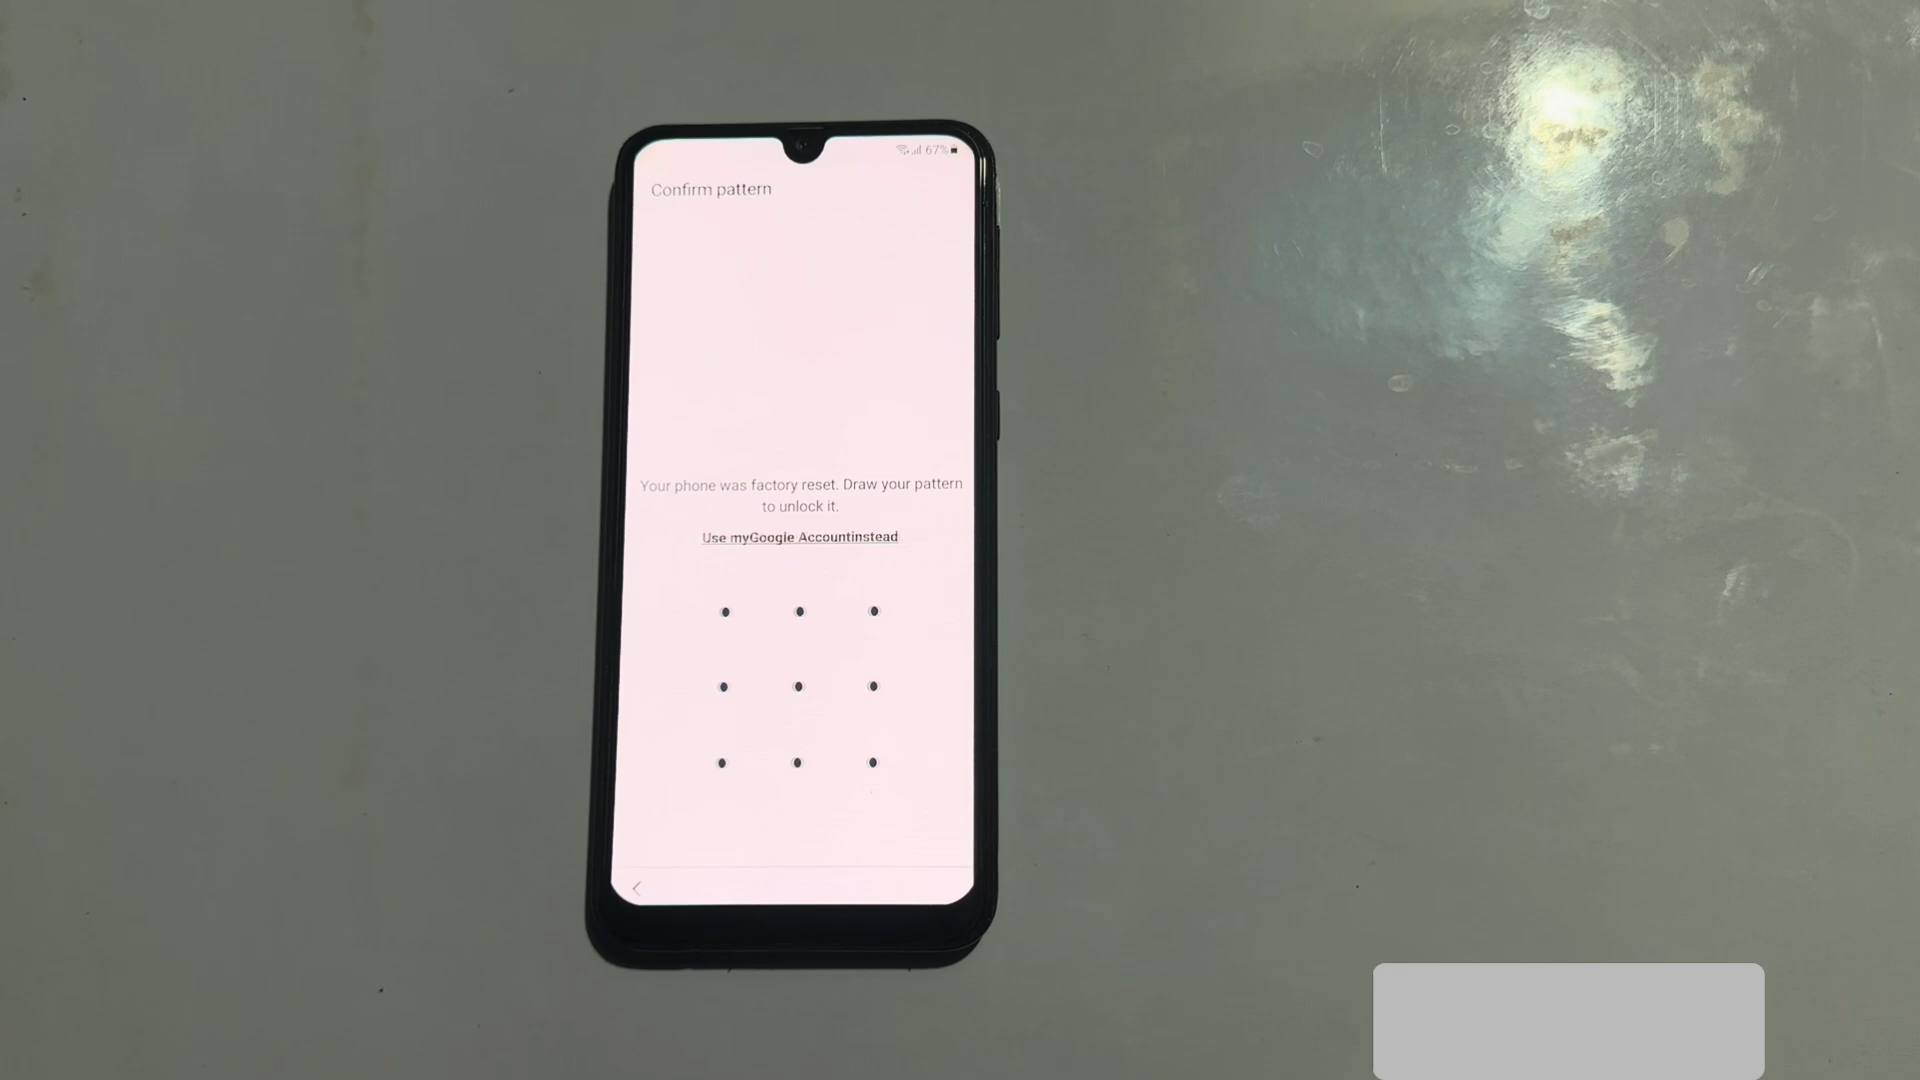 67%
Confirm pattern
Your phone was factory reset. Draw your pattern
to unlock it.
Use myGoogle Accountinstead